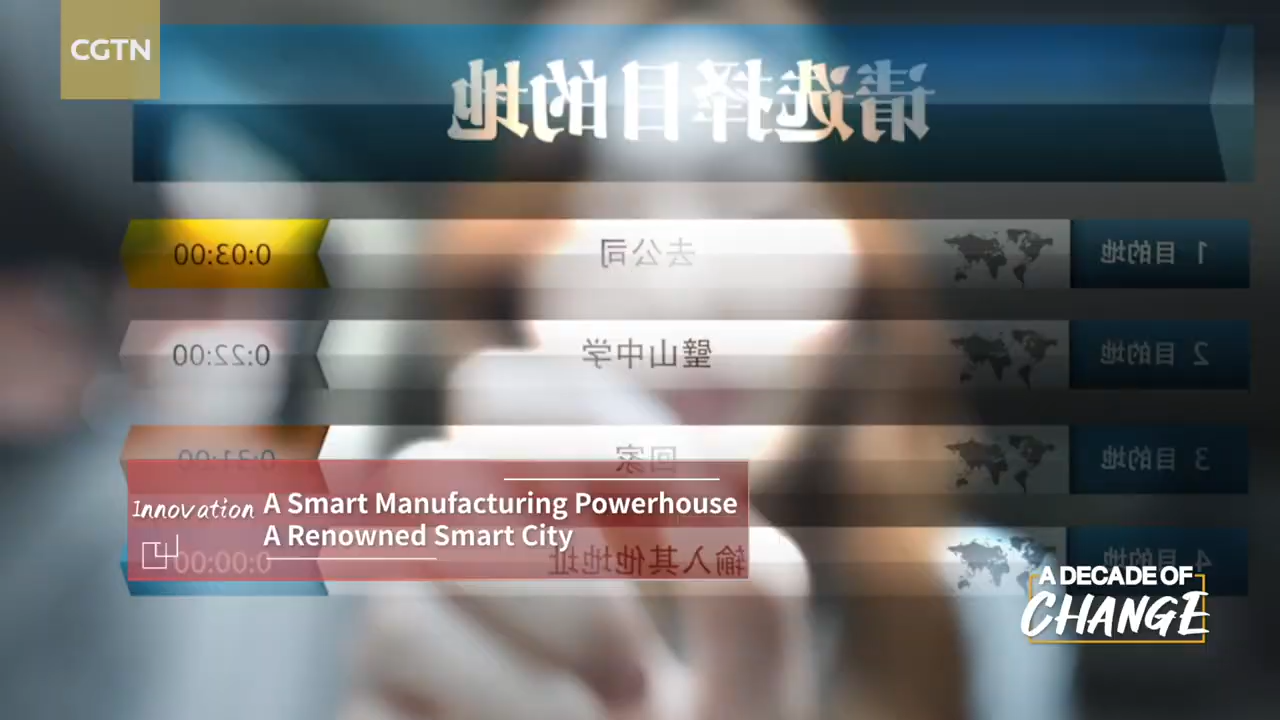 CGTN
请选择目的地
1 目的地
去公司
0:03:00
2 目的地
璧山中学
0:22:00
3 目的地
回家
0:31:00
4 目的地
输入其他地址
0:00:00
Innovation
A Smart Manufacturing Powerhouse
A Renowned Smart City
A DECADE OF
CHANGE